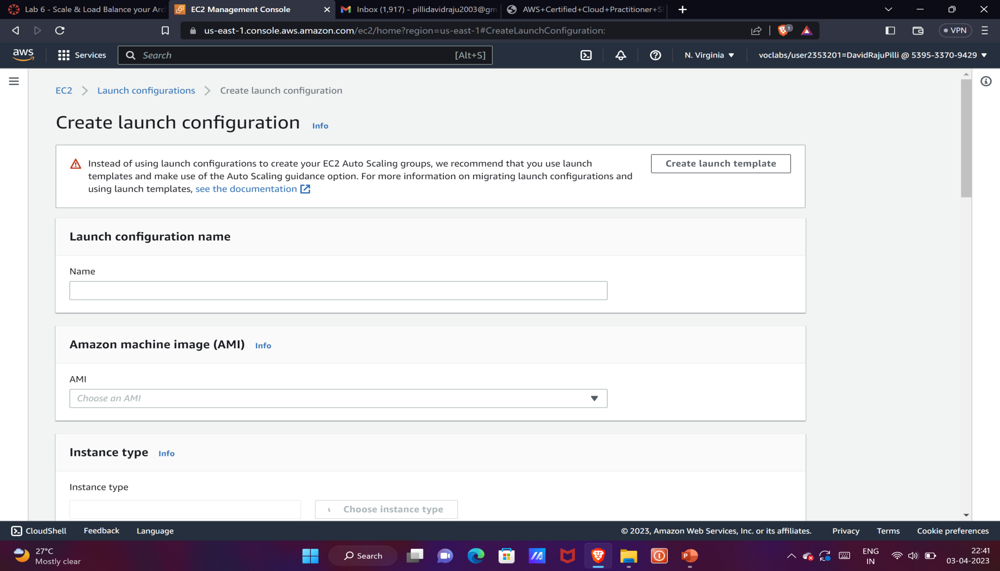 Lab 6 - Scale & Load Balance your Arc
EC2 Management Console
Inbox (1,917) - pillidavidraju2003@gm
AWS+Certified+Cloud+Practitioner+S
us-east-1.console.aws.amazon.com/ec2/home?region=us-east-1#CreateLaunchConfiguration:
1
VPN
aws
Services
Search
[Alt+S]
N. Virginia
voclabs/user2353201=DavidRajuPilli @ 5395-3370-9429
EC2
Launch configurations
Create launch configuration
Create launch configuration Info
Instead of using launch configurations to create your EC2 Auto Scaling groups, we recommend that you use launch
templates and make use of the Auto Scaling guidance option. For more information on migrating launch configurations and
using launch templates, see the documentation
Create launch template
Launch configuration name
Name
Amazon machine image (AMI) Info
AMI
Choose an AMI
Instance type Info
Instance type
Choose instance type
CloudShell
Feedback
Language
© 2023, Amazon Web Services, Inc. or its affiliates.
Privacy
Terms
Cookie preferences
27°C
Mostly clear
Search
P
ENG
IN
22:41
03-04-2023